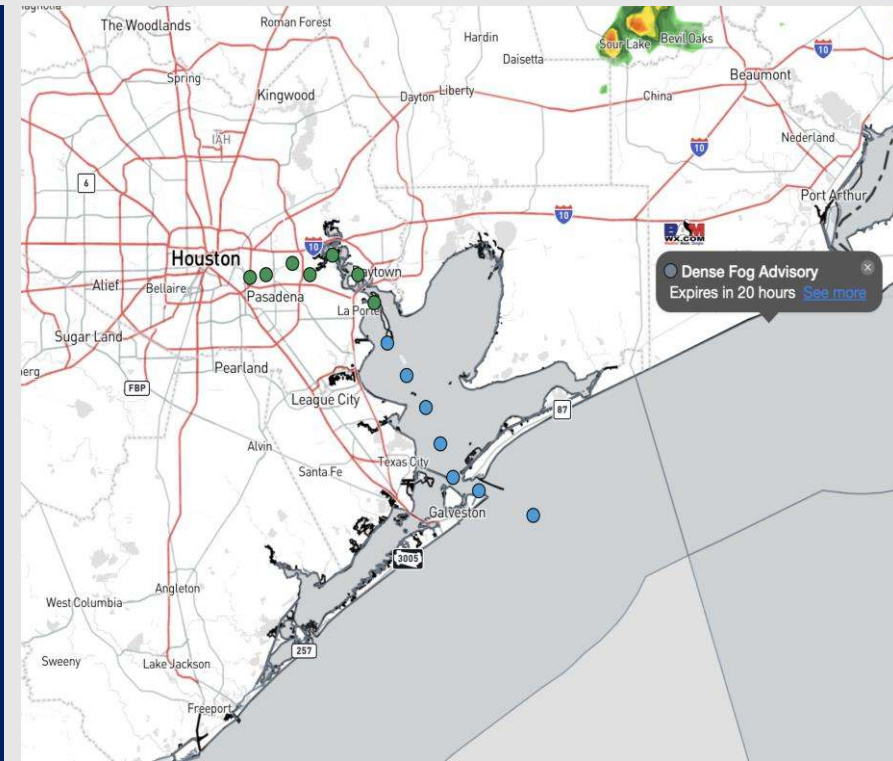 Magnolia
The Woodlands
Roman Forest
Hardin
Sour Lake
Bevil Oaks
10
Daisetta
Beaumont
Spring
Kingwood
Dayton
Liberty
China
IAH
10
Nederland
6
Port Arthur
10
10
BAM
WX.COM
Houston
Baytown
Dense Fog Advisory
Expires in 20 hours See more
Alief
Bellaire
Pasadena
La Porte
Sugar Land
Pearland
FBP
League City
87
Alvin
Texas City
Santa Fe
Galveston
3005
Angleton
West Columbia
257
Sweeny
Lake Jackson
Freeport